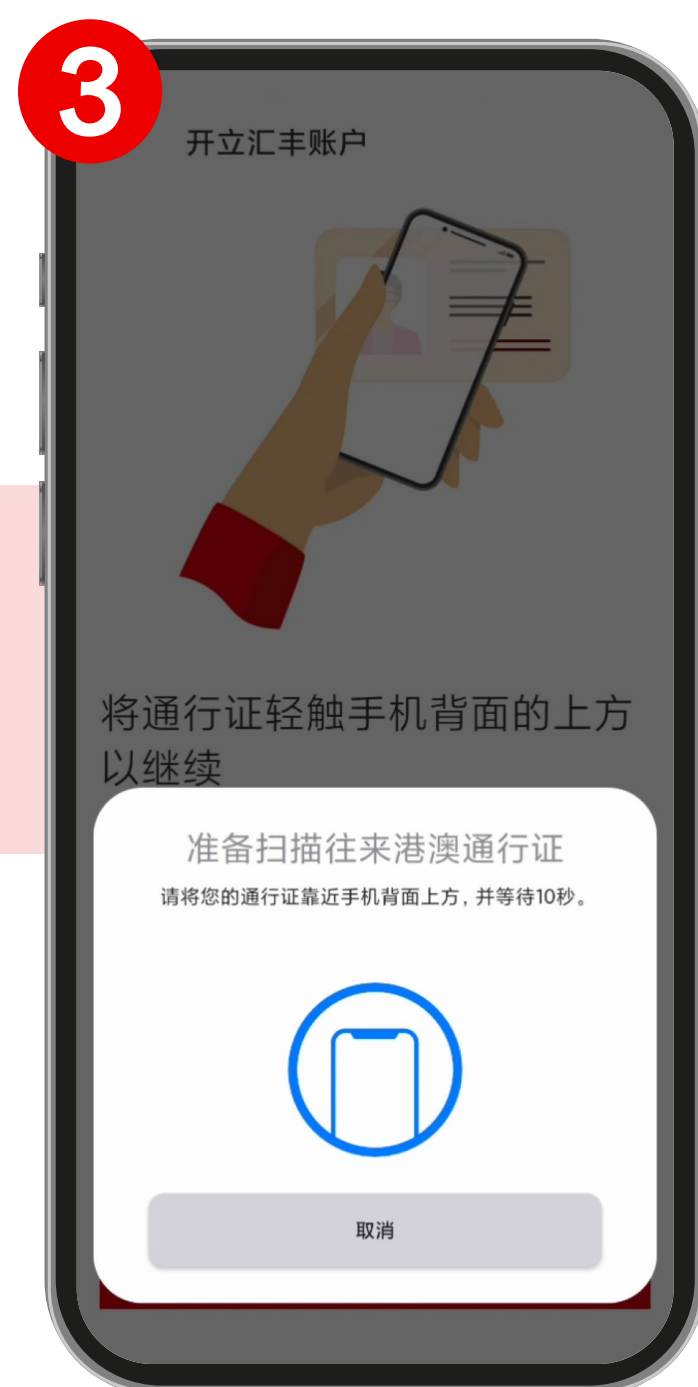 3
开立汇丰账户
将通行证轻触手机背面的上方
以继续
准备扫描往来港澳通行证
请将您的通行证靠近手机背面上方，并等待10秒。
取消